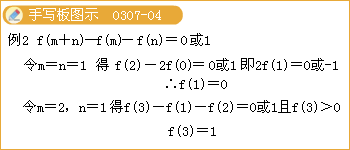 手写板图示 0307-04
例2 f(m+n)-f(m)-f(n)=0或1
令m=n=1 得 f(2)-2f(0)=0或1即2f(1)=0或-1
∴f(1)=0
令m=2，n=1得f(3)-f(1)-f(2)=0或1且f(3)>0
f(3)=1